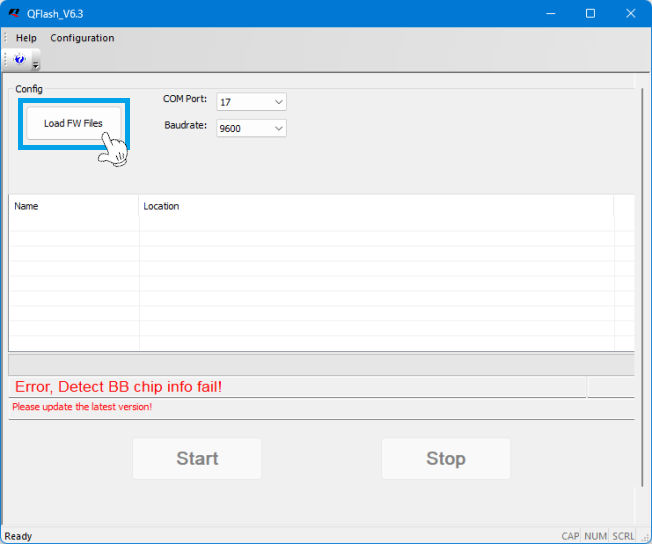 QFlash_V6.3
Help Configuration
Config
Load FW Files
COM Port: 17
Baudrate: 9600
Name Location
Error, Detect BB chip info fail!
Please update the latest version!
Start Stop
Ready CAP NUM SCRL